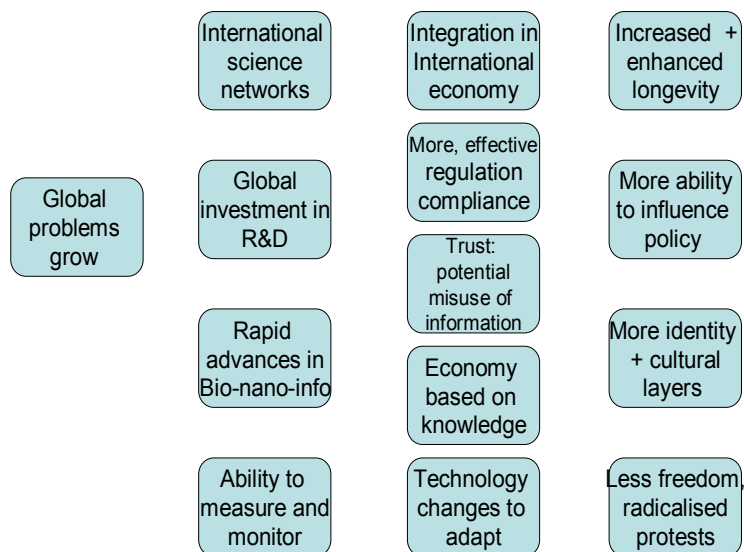 Global
problems
grow
International
science
networks
Global
investment in
R&D
Rapid
advances in
Bio-nano-info
Ability to
measure and
monitor
Integration in
International
economy
More, effective
regulation
compliance
Trust:
potential
misuse of
information
Economy
based on
knowledge
Technology
changes to
adapt
Increased +
enhanced
longevity
More ability
to influence
policy
More identity
+ cultural
layers
Less freedom,
radicalised
protests